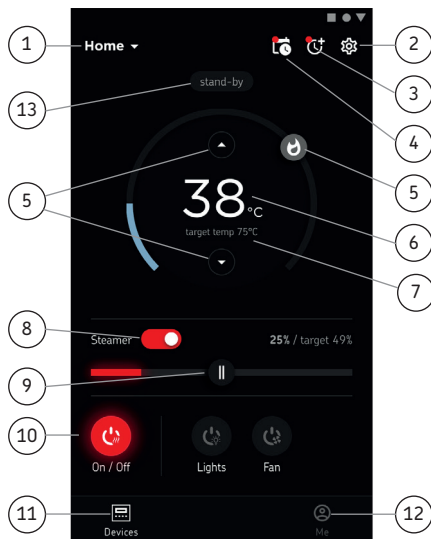 1
Home
2
3
4
13
stand-by
5
5
38°C
target temp 75°C
6
7
8
Steamer
25% / target 49%
9
10
On / Off
Lights
Fan
11
Devices
Me
12